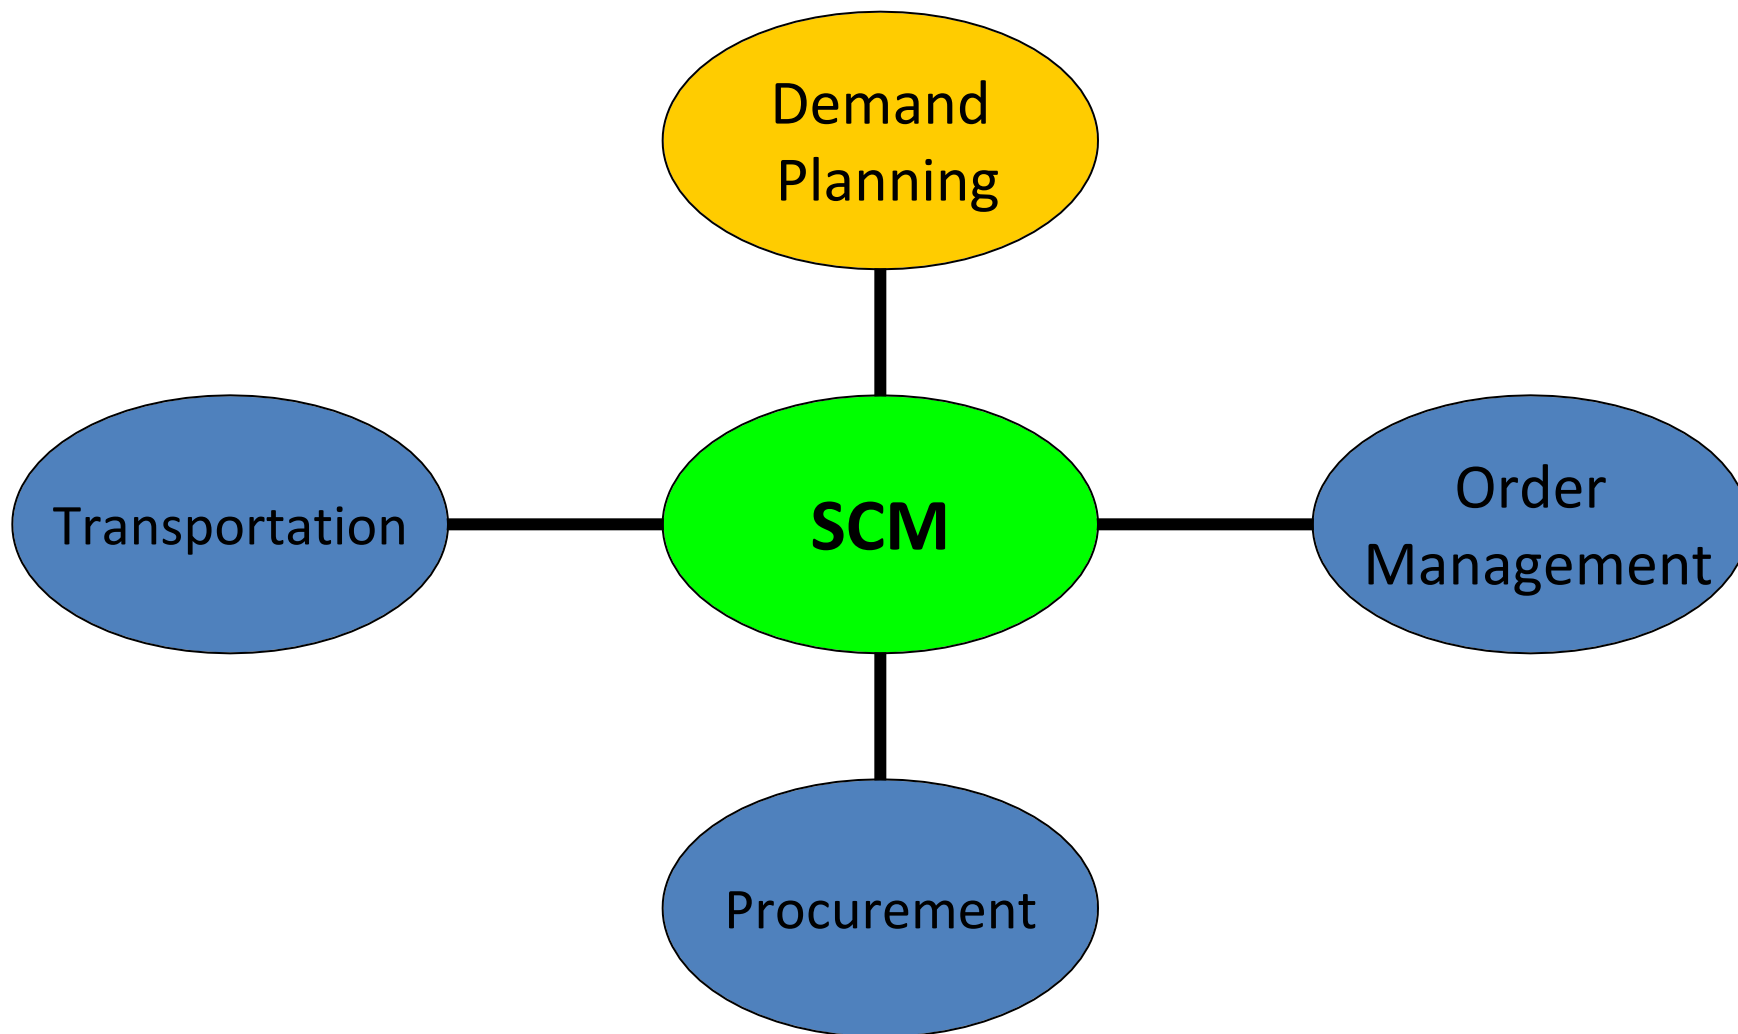 Demand
Planning
Transportation
SCM
Order
Management
Procurement